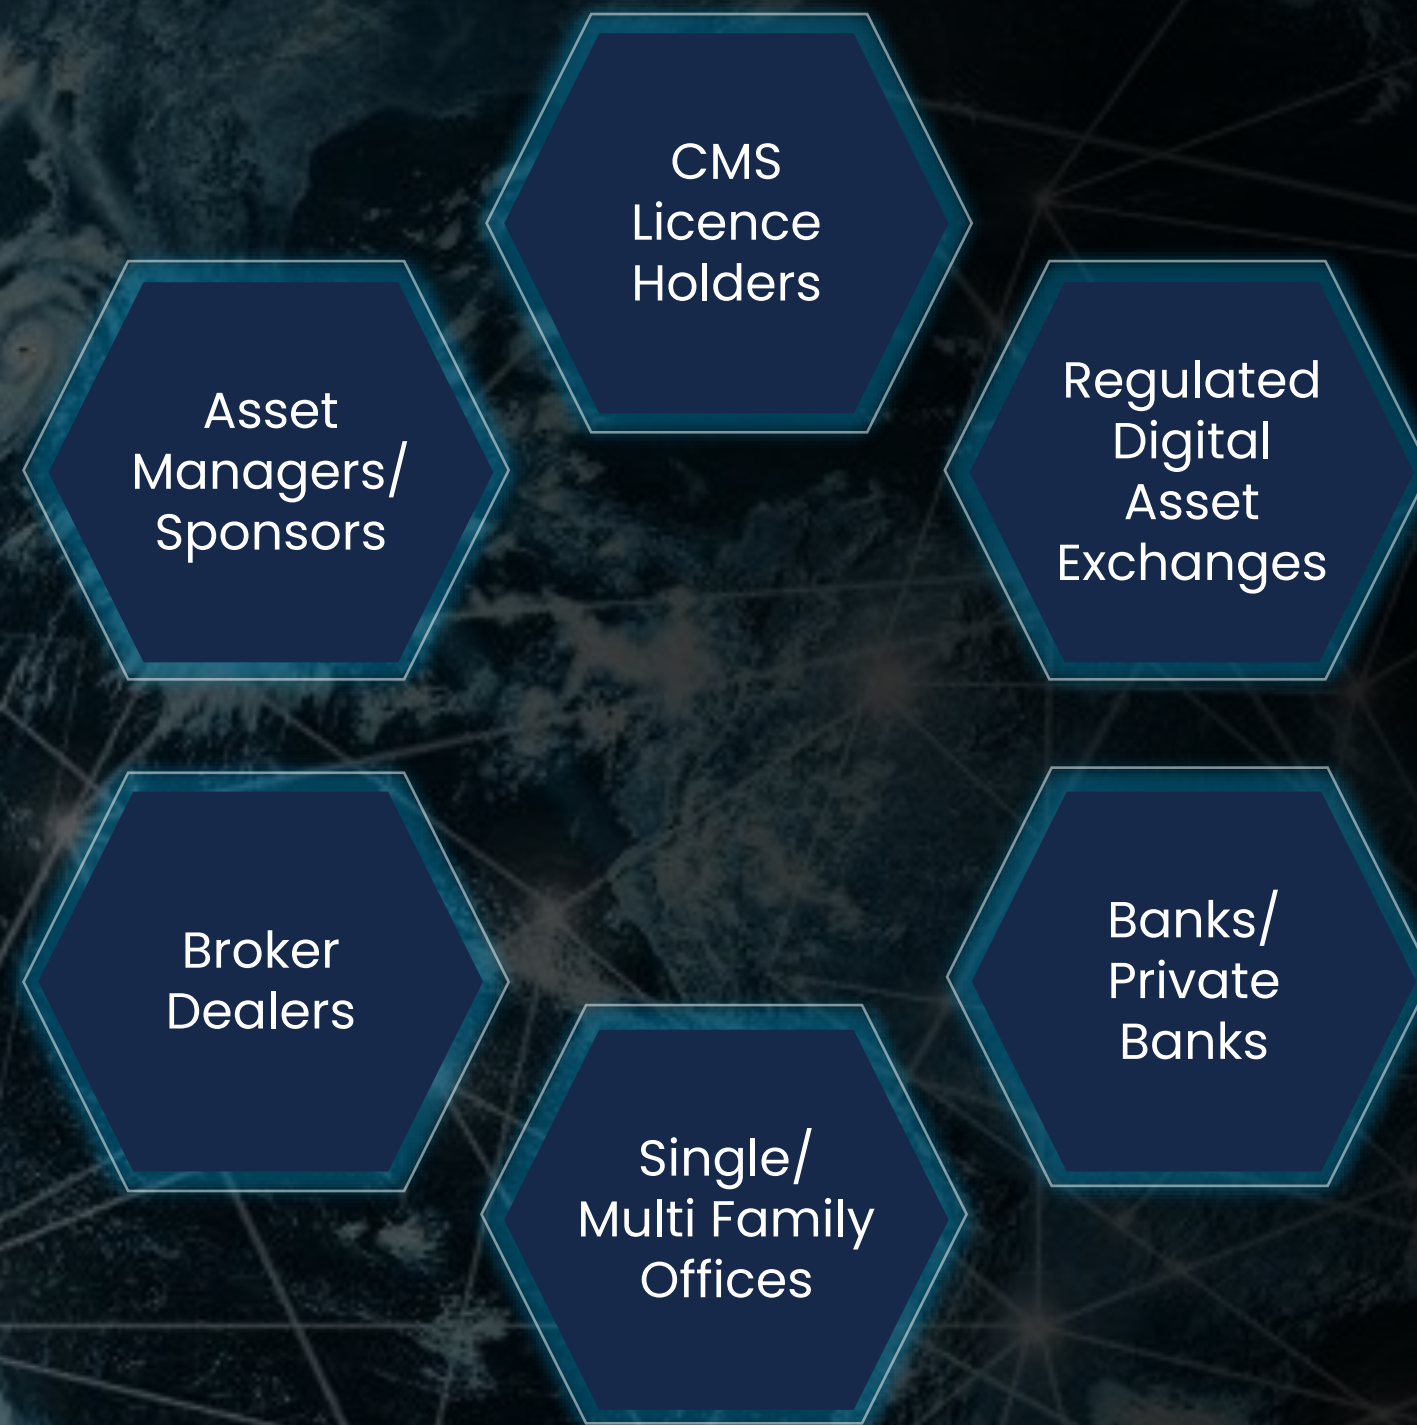 CMS
Licence
Holders
Asset
Managers/
Sponsors
Regulated
Digital
Asset
Exchanges
Broker
Dealers
Banks/
Private
Banks
Single/
Multi Family
Offices